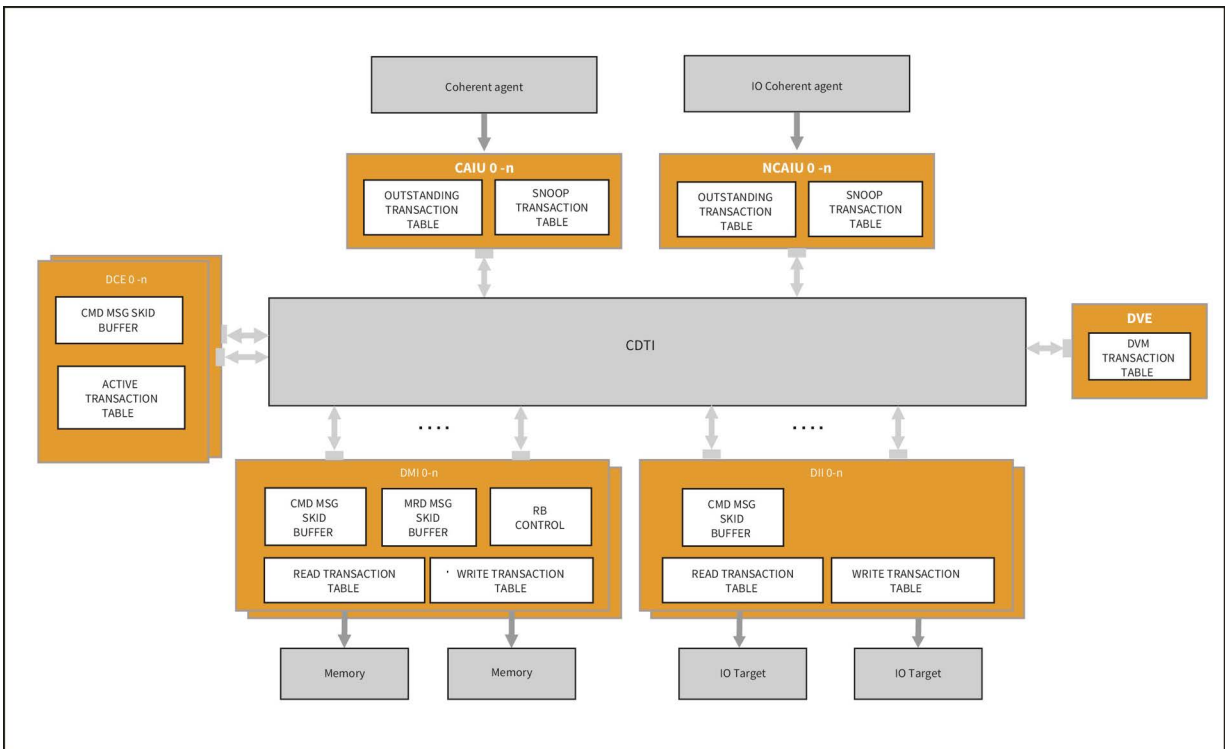 Coherent agent
IO Coherent agent
CAIU 0 -n
OUTSTANDING
TRANSACTION
TABLE
SNOOP
TRANSACTION
TABLE
NCAIU 0 -n
OUTSTANDING
TRANSACTION
TABLE
SNOOP
TRANSACTION
TABLE
DCE 0 -n
CMD MSG SKID
BUFFER
ACTIVE
TRANSACTION
TABLE
CDTI
DVE
DVM
TRANSACTION
TABLE
....
....
DMI 0-n
CMD MSG
SKID
BUFFER
MRD MSG
SKID
BUFFER
RB
CONTROL
READ TRANSACTION
TABLE
WRITE TRANSACTION
TABLE
DII 0-n
CMD MSG
SKID
BUFFER
READ TRANSACTION
TABLE
WRITE TRANSACTION
TABLE
Memory
Memory
IO Target
IO Target